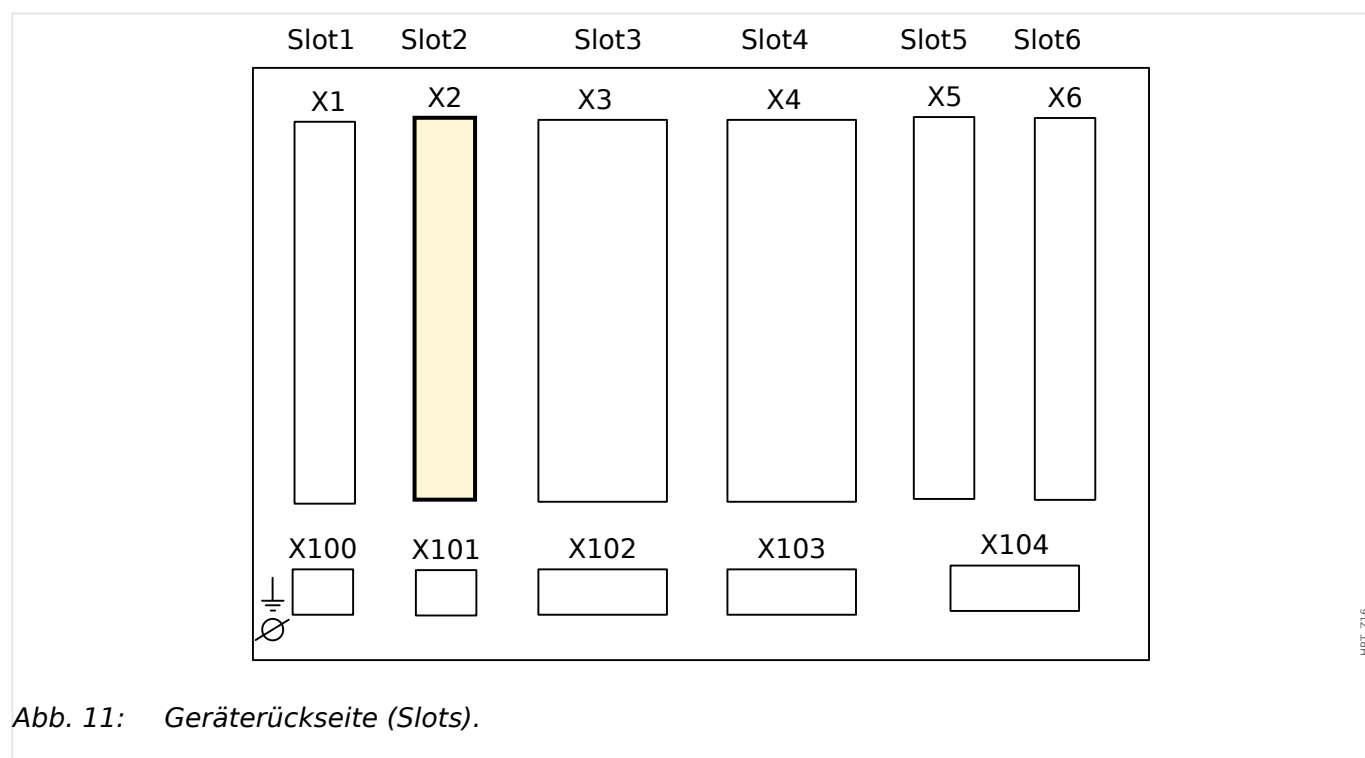 Slot1 Slot2 Slot3 Slot4 Slot5 Slot6
X1 X2 X3 X4 X5 X6
X100 X101 X102 X103 X104
Abb. 11: Geräterückseite (Slots).